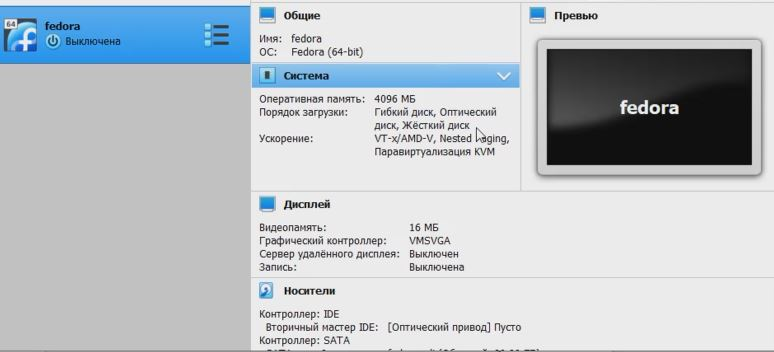 64
fedora
Выключена
Общие
Имя: fedora
ОС: Fedora (64-bit)
Система
Оперативная память: 4096 МБ
Порядок загрузки: Гибкий диск, Оптический
диск, Жёсткий диск
Ускорение: VT-x/AMD-V, Nested Paging,
Паравиртуализация KVM
Превью
fedora
Дисплей
Видеопамять: 16 МБ
Графический контроллер: VMSVGA
Сервер удалённого дисплея: Выключен
Запись: Выключена
Носители
Контроллер: IDE
Вторичный мастер IDE: [Оптический привод] Пусто
Контроллер: SATA